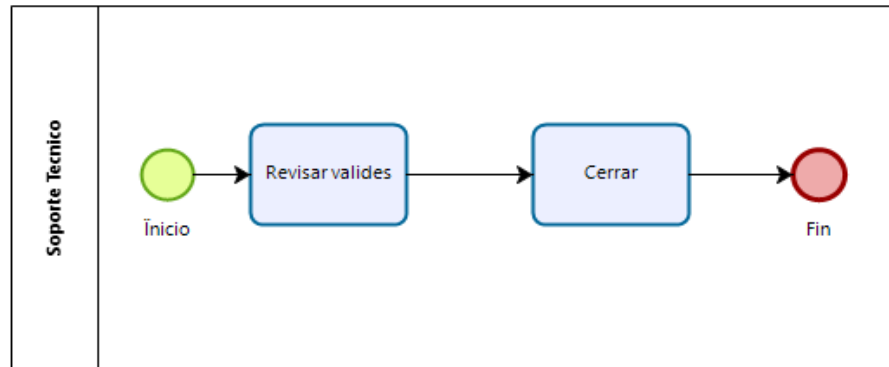 Soporte Tecnico
Revisar valides
Cerrar
Ïnicio
Fin